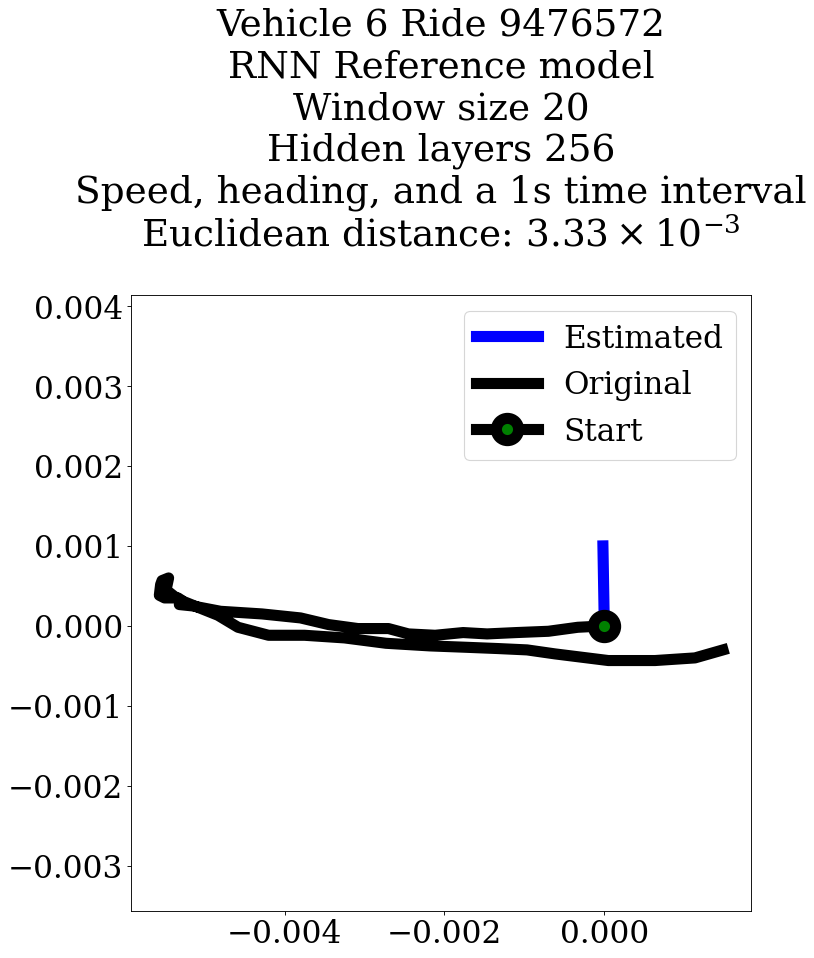 Vehicle 6 Ride 9476572
RNN Reference model
Window size 20
Hidden layers 256
Speed, heading, and a 1s time interval
Euclidean distance: 3.33 × 10⁻³
Estimated
Original
Start
0.004
0.003
0.002
0.001
0.000
−0.001
−0.002
−0.003
−0.004 −0.002 0.000